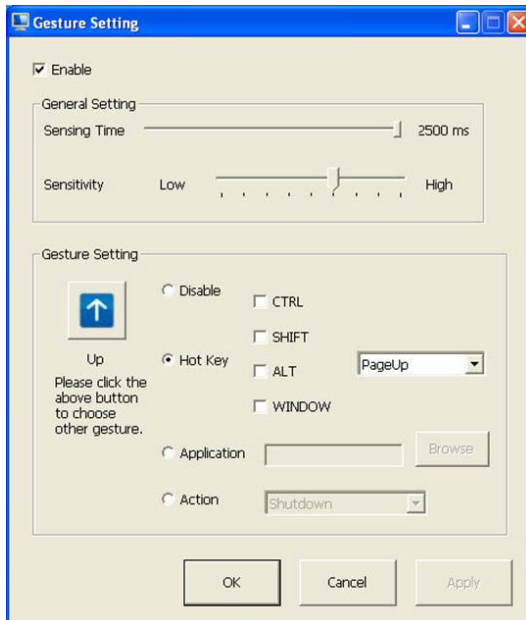 Gesture Setting
Enable
General Setting
Sensing Time 2500 ms
Sensitivity Low High
Gesture Setting
Disable
CTRL
SHIFT
Up
Hot Key
ALT
PageUp
WINDOW
Please click the
above button
to choose
other gesture.
Application
Browse
Action
Shutdown
OK Cancel Apply